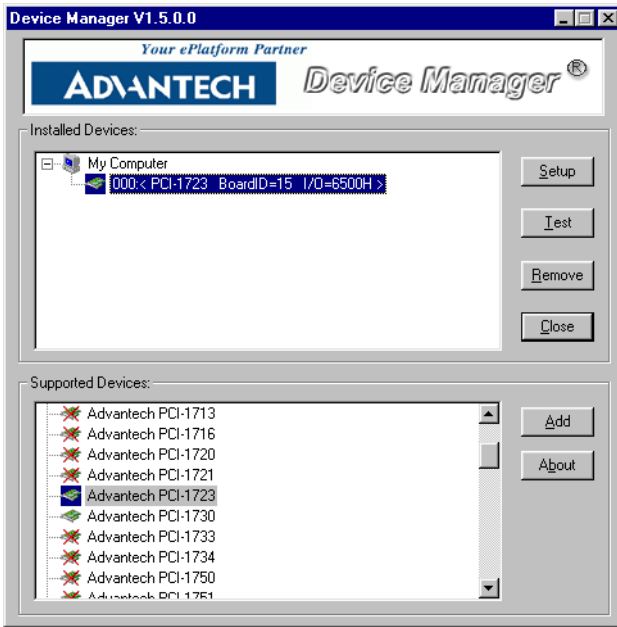 Device Manager V1.5.0.0
Your ePlatform Partner
ADVANTECH
Device Manager ®
Installed Devices:
My Computer
000:< PCI-1723 BoardID=15 I/O=6500H >
Setup
Test
Remove
Close
Supported Devices:
Advantech PCI-1713
Advantech PCI-1716
Advantech PCI-1720
Advantech PCI-1721
Advantech PCI-1723
Advantech PCI-1730
Advantech PCI-1733
Advantech PCI-1734
Advantech PCI-1750
Advantech PCI-1751
Add
About